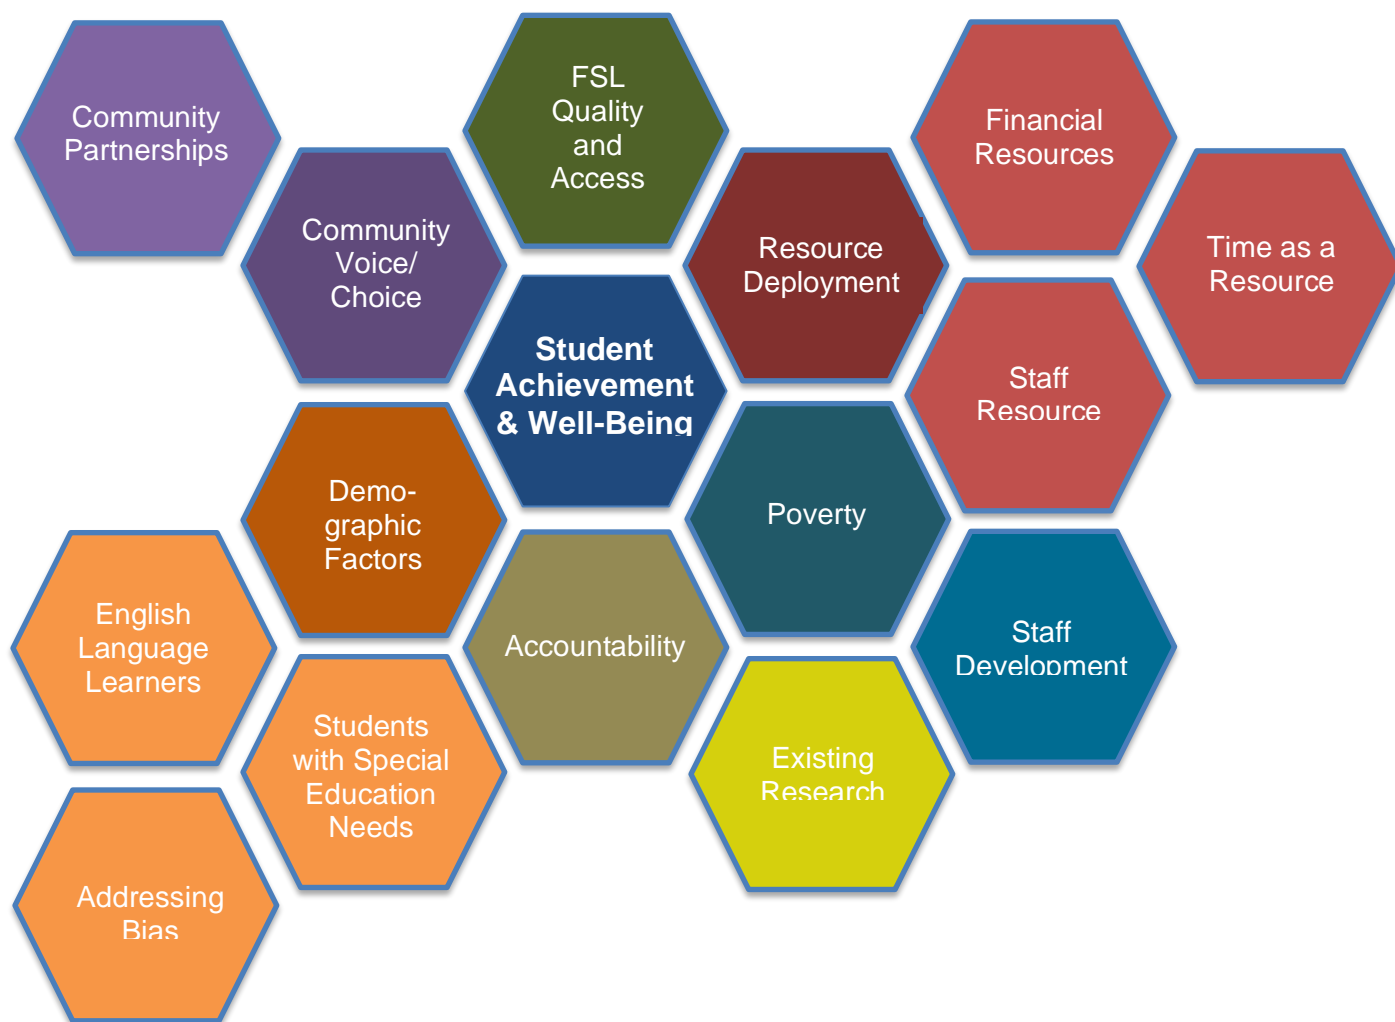 Community
Partnerships
FSL
Quality
and
Access
Financial
Resources
Community
Voice/
Choice
Resource
Deployment
Time as a
Resource
Student
Achievement
& Well-Being
Staff
Resource
Demo-
graphic
Factors
Poverty
English
Language
Learners
Accountability
Staff
Development
Students
with Special
Education
Needs
Existing
Research
Addressing
Bias